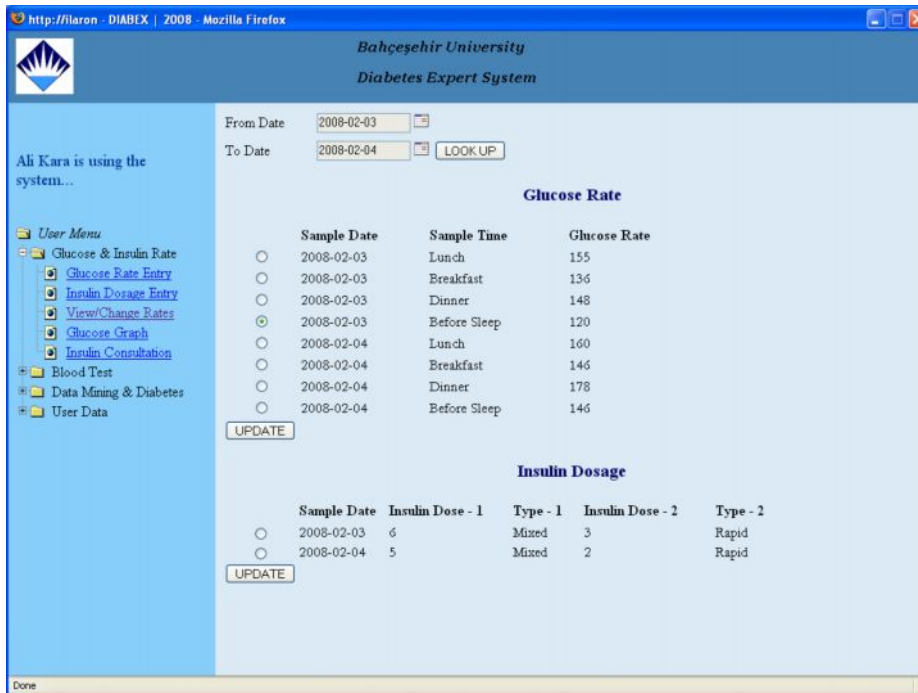 http://ilaron - DIABEX | 2008 - Mozilla Firefox
Bahçeşehir University
Diabetes Expert System
Ali Kara is using the
system...
User Menu
Glucose & Insulin Rate
Glucose Rate Entry
Insulin Dosage Entry
View/Change Rates
Glucose Graph
Insulin Consultation
Blood Test
Data Mining & Diabetes
User Data
From Date 2008-02-03
To Date 2008-02-04 LOOK UP
Glucose Rate
Sample Date Sample Time Glucose Rate
2008-02-03 Lunch 155
2008-02-03 Breakfast 136
2008-02-03 Dinner 148
2008-02-03 Before Sleep 120
2008-02-04 Lunch 160
2008-02-04 Breakfast 146
2008-02-04 Dinner 178
2008-02-04 Before Sleep 146
UPDATE
Insulin Dosage
Sample Date Insulin Dose - 1 Type - 1 Insulin Dose - 2 Type - 2
2008-02-03 6 Mixed 3 Rapid
2008-02-04 5 Mixed 2 Rapid
UPDATE
Done